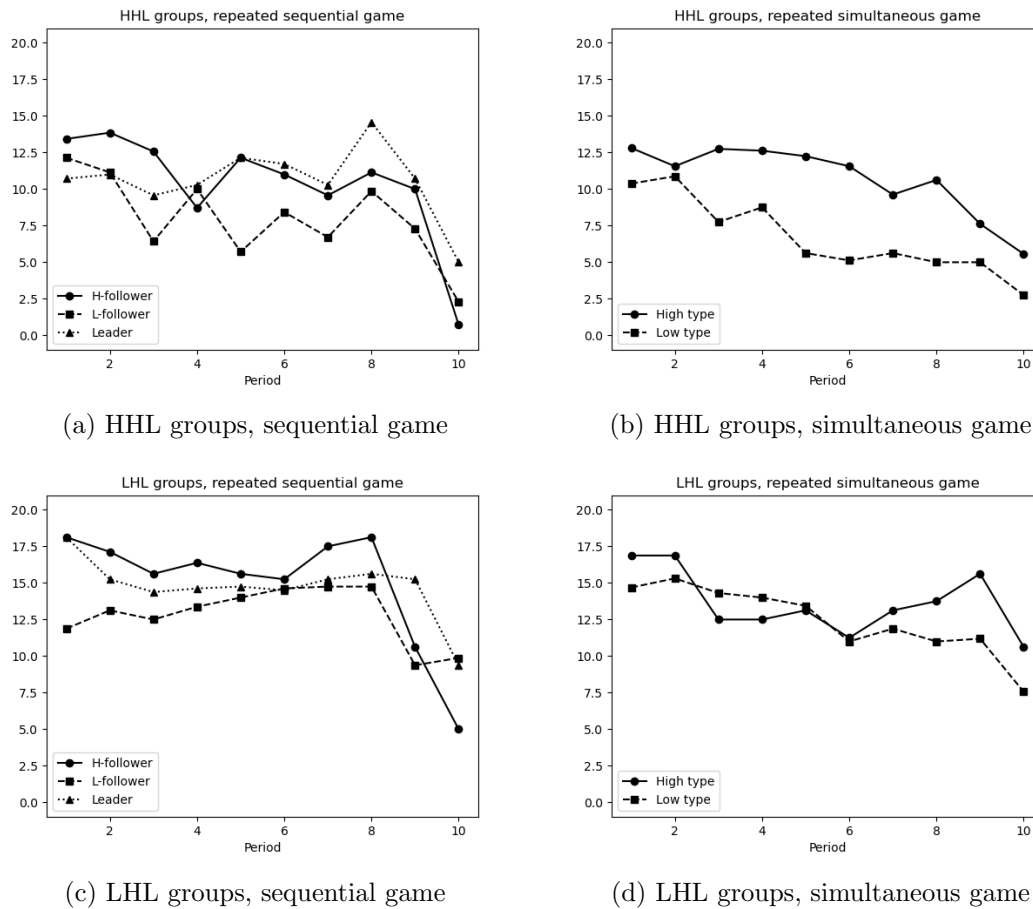 HHL groups, repeated sequential game
20.0
17.5
15.0
12.5
10.0
7.5
5.0
2.5
0.0
H-follower
L-follower
Leader
2 4 6 8 10
Period
(a) HHL groups, sequential game
HHL groups, repeated simultaneous game
20.0
17.5
15.0
12.5
10.0
7.5
5.0
2.5
0.0
High type
Low type
2 4 6 8 10
Period
(b) HHL groups, simultaneous game
LHL groups, repeated sequential game
20.0
17.5
15.0
12.5
10.0
7.5
5.0
2.5
0.0
H-follower
L-follower
Leader
2 4 6 8 10
Period
(c) LHL groups, sequential game
LHL groups, repeated simultaneous game
20.0
17.5
15.0
12.5
10.0
7.5
5.0
2.5
0.0
High type
Low type
2 4 6 8 10
Period
(d) LHL groups, simultaneous game